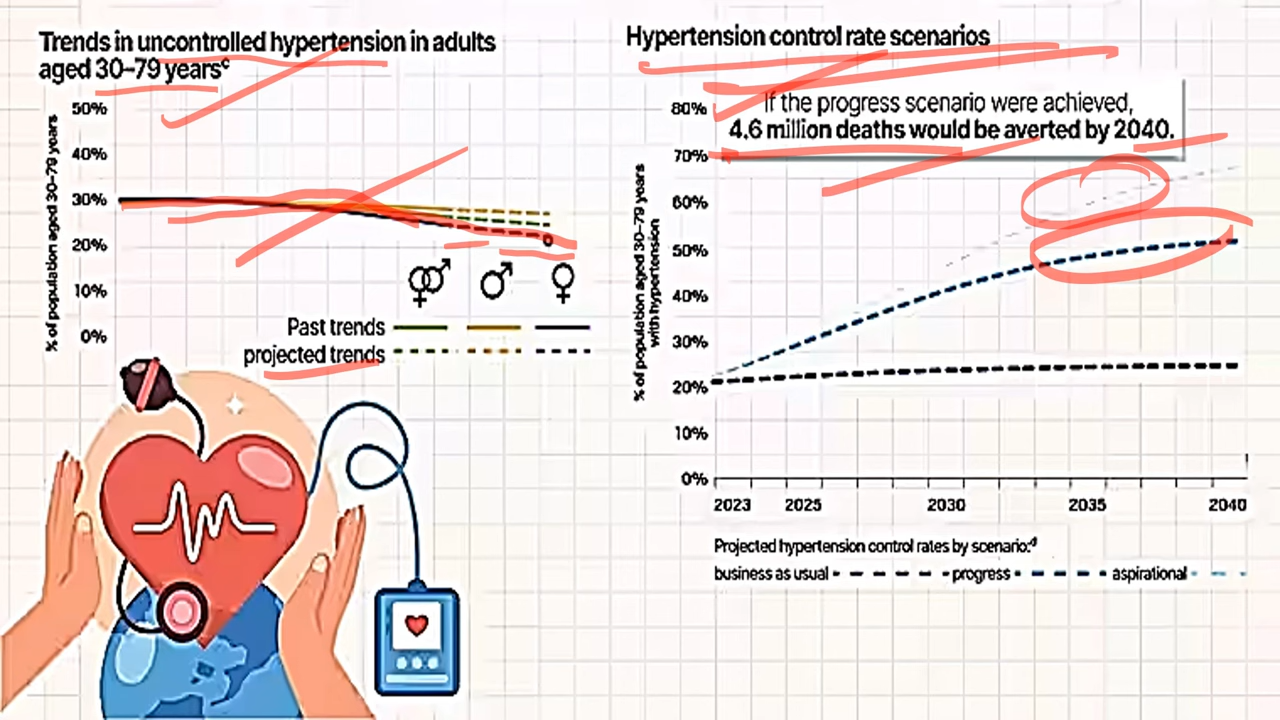 Trends in uncontrolled hypertension in adults
aged 30–79 years^c
50%
40%
30%
20%
10%
0%
% of population aged 30–79 years
Past trends
projected trends
Hypertension control rate scenarios
If the progress scenario were achieved,
4.6 million deaths would be averted by 2040.
80%
70%
60%
50%
40%
30%
20%
10%
0%
% of population aged 30–79 years
with hypertension
2023 2025 2030 2035 2040
Projected hypertension control rates by scenario:^d
business as usual progress aspirational